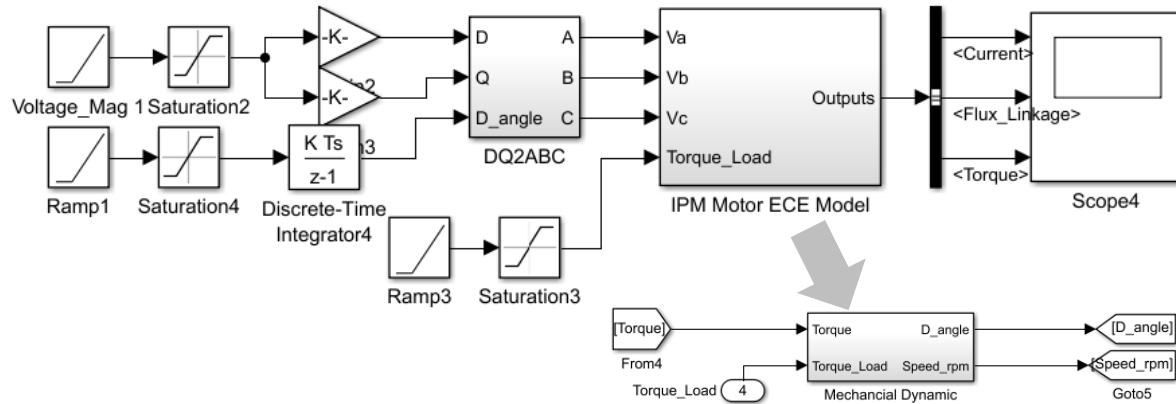 -K-
D
A
Va
Q
B
Vb
-K-
D_angle
C
Vc
Outputs
Torque_Load
<Current>
<Flux_Linkage>
<Torque>
Voltage_Mag 1
Saturation2
K Ts
z-1
DQ2ABC
IPM Motor ECE Model
Scope4
Ramp1
Saturation4
Discrete-Time
Integrator4
Ramp3
Saturation3
[Torque]
From4
Torque
D_angle
[D_angle]
Torque_Load
Speed_rpm
[Speed_rpm]
Torque_Load
4
Mechancial Dynamic
Goto5